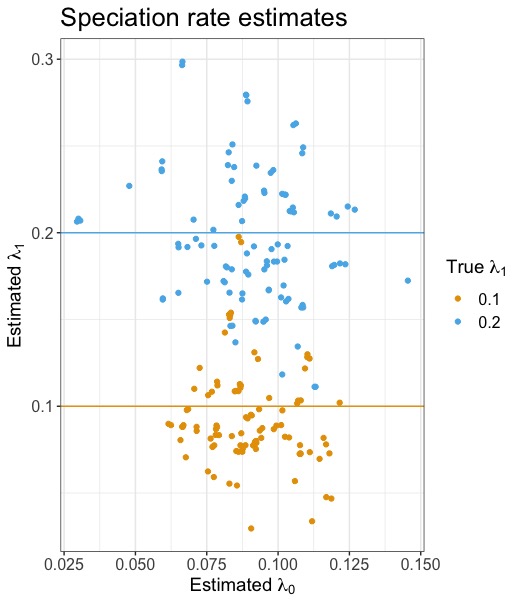 Speciation rate estimates
0.3
0.2
0.1
Estimated λ₁
0.025 0.050 0.075 0.100 0.125 0.150
Estimated λ₀
True λ₁
0.1
0.2